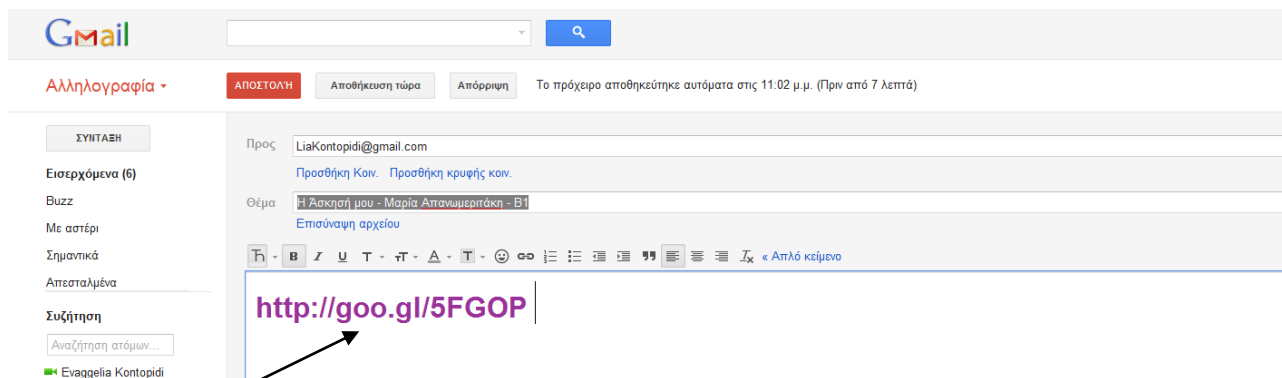 Gmail
Αλληλογραφία
ΑΠΟΣΤΟΛΉ Αποθήκευση τώρα Απόρριψη Το πρόχειρο αποθηκεύτηκε αυτόματα στις 11:02 μ.μ. (Πριν από 7 λεπτά)
ΣΥΝΤΑΞΗ
Εισερχόμενα (6)
Buzz
Με αστέρι
Σημαντικά
Απεσταλμένα
Συζήτηση
Αναζήτηση ατόμων...
Evaggelia Kontopidi
Προς LiaKontopidi@gmail.com
Προσθήκη Κοιν. Προσθήκη κρυφής κοιν.
Θέμα Η Άσκησή μου - Μαρία Απανωμεριτάκη - Β1
Επισύναψη αρχείου
« Απλό κείμενο
http://goo.gl/5FGOP